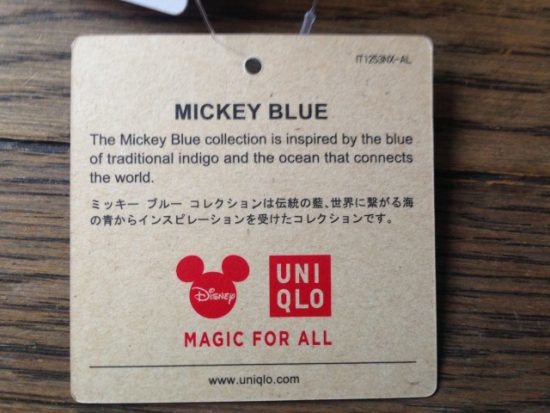 IT1253NX-AL
MICKEY BLUE
The Mickey Blue collection is inspired by the blue
of traditional indigo and the ocean that connects
the world.
ミッキー ブルー コレクションは伝統の藍、世界に繋がる海
の青からインスピレーションを受けたコレクションです。
Disney
UNI
QLO
MAGIC FOR ALL
www.uniqlo.com